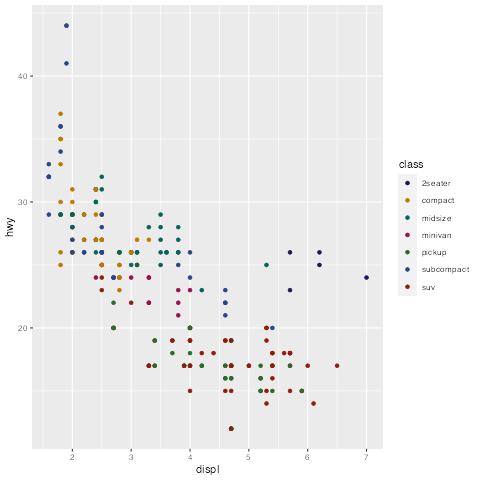 hwy
40
30
20
2 3 4 5 6 7
displ
class
2seater
compact
midsize
minivan
pickup
subcompact
suv